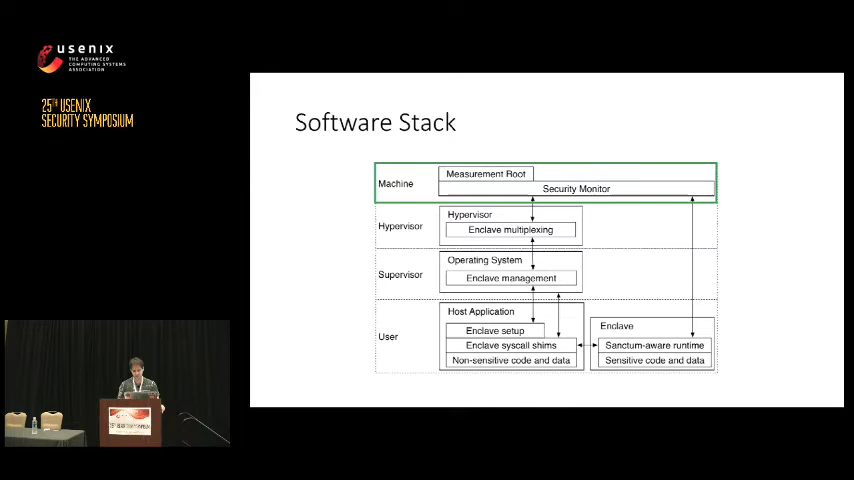 usenix
THE ADVANCED
COMPUTING SYSTEMS
ASSOCIATION
25TH USENIX
SECURITY SYMPOSIUM
Software Stack
Machine
Measurement Root
Security Monitor
Hypervisor
Hypervisor
Enclave multiplexing
Supervisor
Operating System
Enclave management
User
Host Application
Enclave setup
Enclave syscall shims
Non-sensitive code and data
Enclave
Sanctum-aware runtime
Sensitive code and data